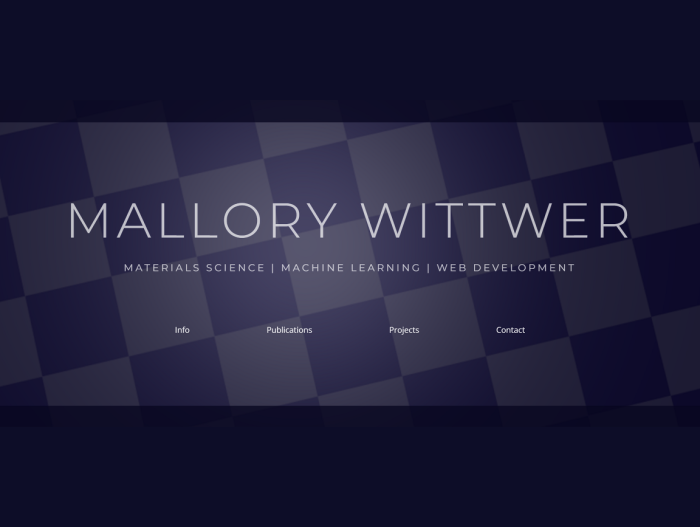 MALLORY WITTWER
MATERIALS SCIENCE | MACHINE LEARNING | WEB DEVELOPMENT
Info Publications Projects Contact